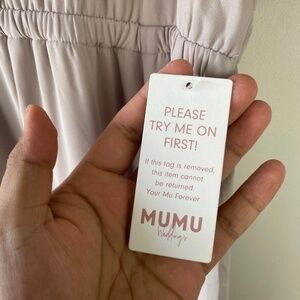 PLEASE
TRY ME ON
FIRST!
If this tag is removed,
this item cannot
be returned.
Your Mu Forever
MUMU
Weddings